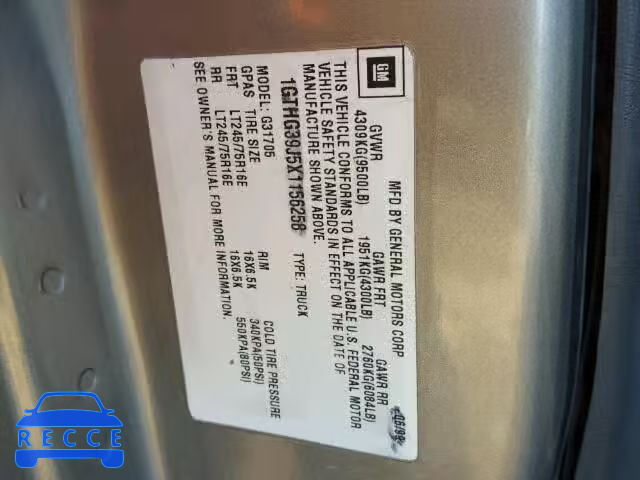 GM
MFD BY GENERAL MOTORS CORP
GVWR GAWR FRT GAWR RR
4309KG(9500LB) 1951KG(4300LB) 2760KG(6084LB)
THIS VEHICLE CONFORMS TO ALL APPLICABLE U.S. FEDERAL MOTOR
VEHICLE SAFETY STANDARDS IN EFFECT ON THE DATE OF
MANUFACTURE SHOWN ABOVE.
1GTHG39J5X1156258 TYPE: TRUCK
MODEL: G31705
GPAS TIRE SIZE RIM COLD TIRE PRESSURE
FRT LT245/75R16E 16X6.5K 340KPA(50PSI)
RR LT245/75R16E 16X6.5K 550KPA(80PSI)
SEE OWNER'S MANUAL FOR MORE INFORMATION.
RECCE